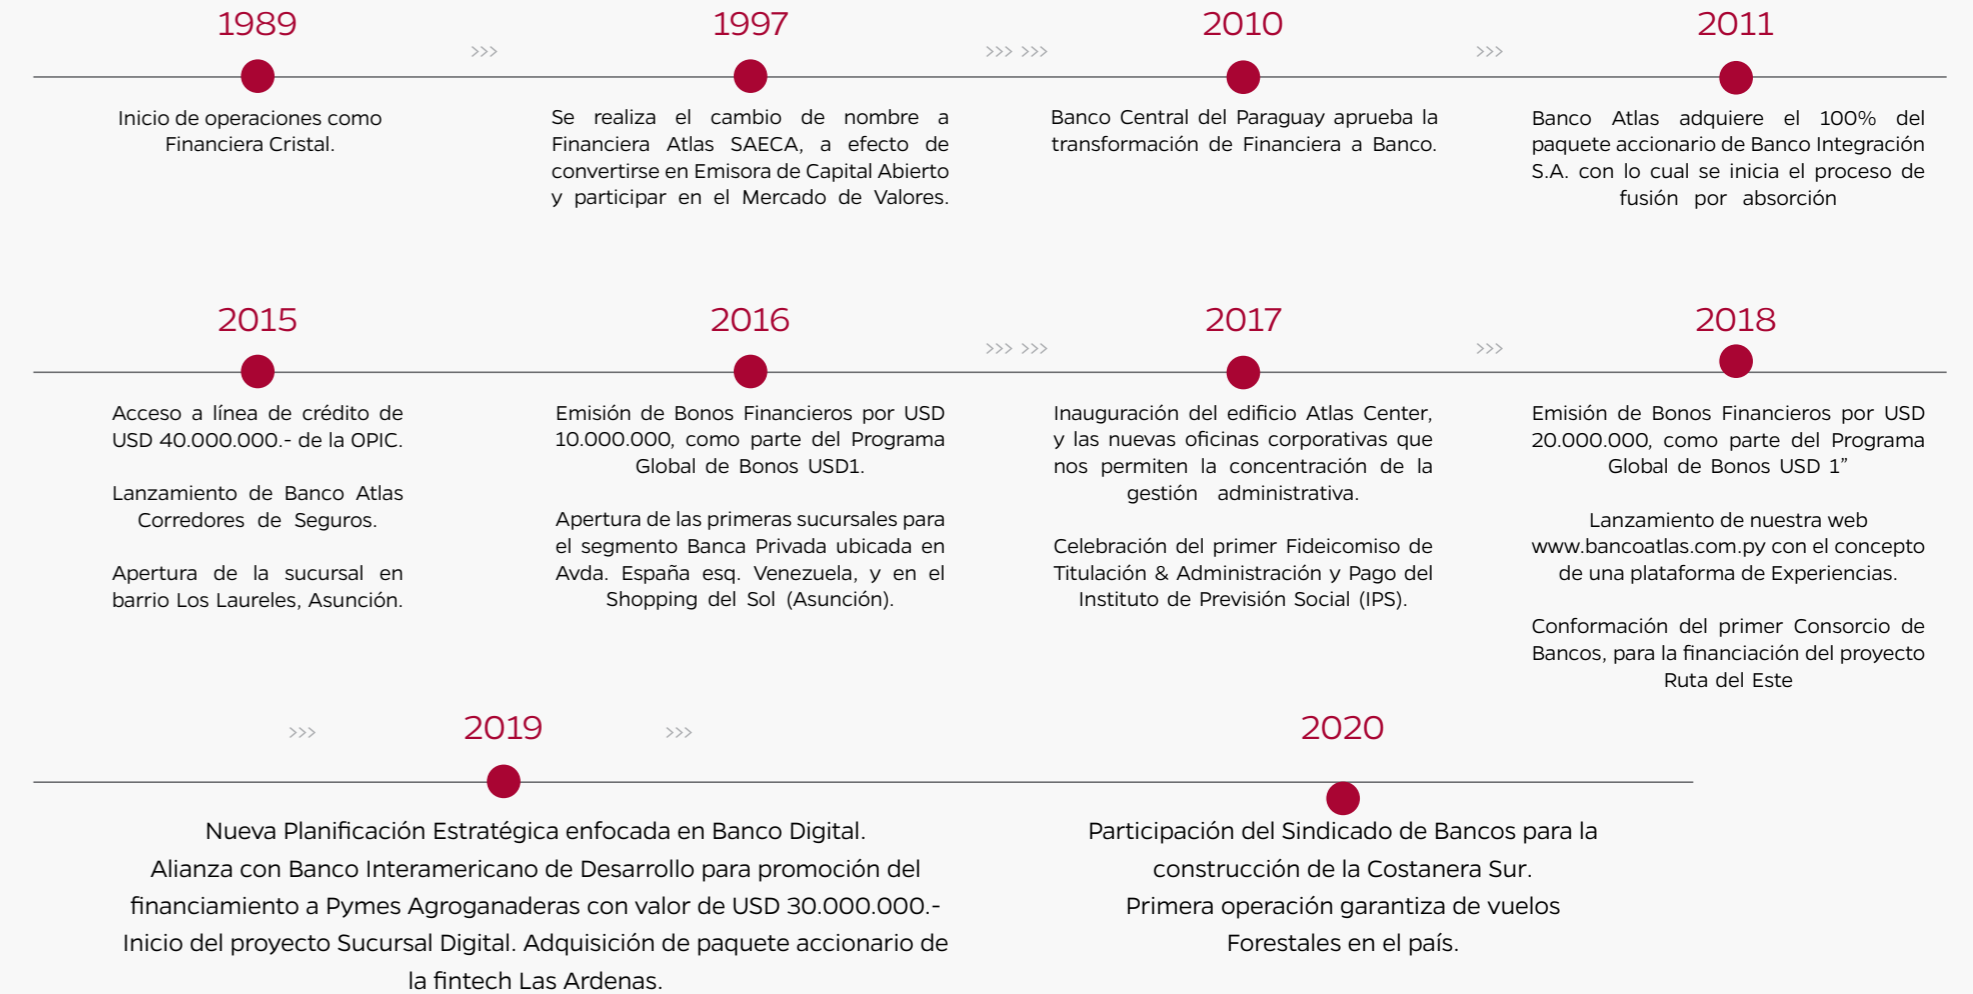 1989
>>>
1997
>>> >>>
2010
>>>
2011
Inicio de operaciones como
Financiera Cristal.
Se realiza el cambio de nombre a
Financiera Atlas SAECA, a efecto de
convertirse en Emisora de Capital Abierto
y participar en el Mercado de Valores.
Banco Central del Paraguay aprueba la
transformación de Financiera a Banco.
Banco Atlas adquiere el 100% del
paquete accionario de Banco Integración
S.A. con lo cual se inicia el proceso de
fusión por absorción
2015
2016
>>> >>>
2017
>>>
2018
Acceso a línea de crédito de
USD 40.000.000.- de la OPIC.
Lanzamiento de Banco Atlas
Corredores de Seguros.
Apertura de la sucursal en
barrio Los Laureles, Asunción.
Emisión de Bonos Financieros por USD
10.000.000, como parte del Programa
Global de Bonos USD1.
Apertura de las primeras sucursales para
el segmento Banca Privada ubicada en
Avda. España esq. Venezuela, y en el
Shopping del Sol (Asunción).
Inauguración del edificio Atlas Center,
y las nuevas oficinas corporativas que
nos permiten la concentración de la
gestión administrativa.
Celebración del primer Fideicomiso de
Titulación & Administración y Pago del
Instituto de Previsión Social (IPS).
Emisión de Bonos Financieros por USD
20.000.000, como parte del Programa
Global de Bonos USD 1”
Lanzamiento de nuestra web
www.bancoatlas.com.py con el concepto
de una plataforma de Experiencias.
Conformación del primer Consorcio de
Bancos, para la financiación del proyecto
Ruta del Este
>>>
2019
>>>
2020
Nueva Planificación Estratégica enfocada en Banco Digital.
Alianza con Banco Interamericano de Desarrollo para promoción del
financiamiento a Pymes Agroganaderas con valor de USD 30.000.000.-
Inicio del proyecto Sucursal Digital. Adquisición de paquete accionario de
la fintech Las Ardenas.
Participación del Sindicado de Bancos para la
construcción de la Costanera Sur.
Primera operación garantiza de vuelos
Forestales en el país.